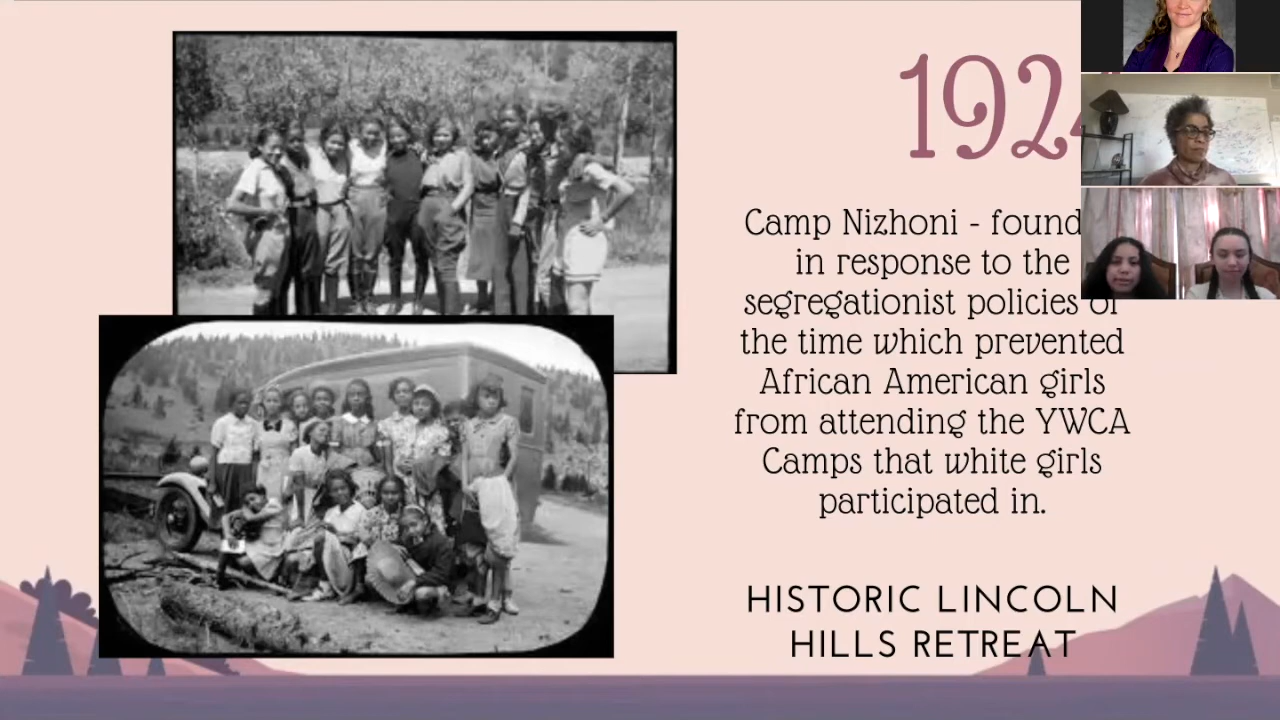 192
Camp Nizhoni - found
in response to the
segregationist policies of
the time which prevented
African American girls
from attending the YWCA
Camps that white girls
participated in.
HISTORIC LINCOLN
HILLS RETREAT